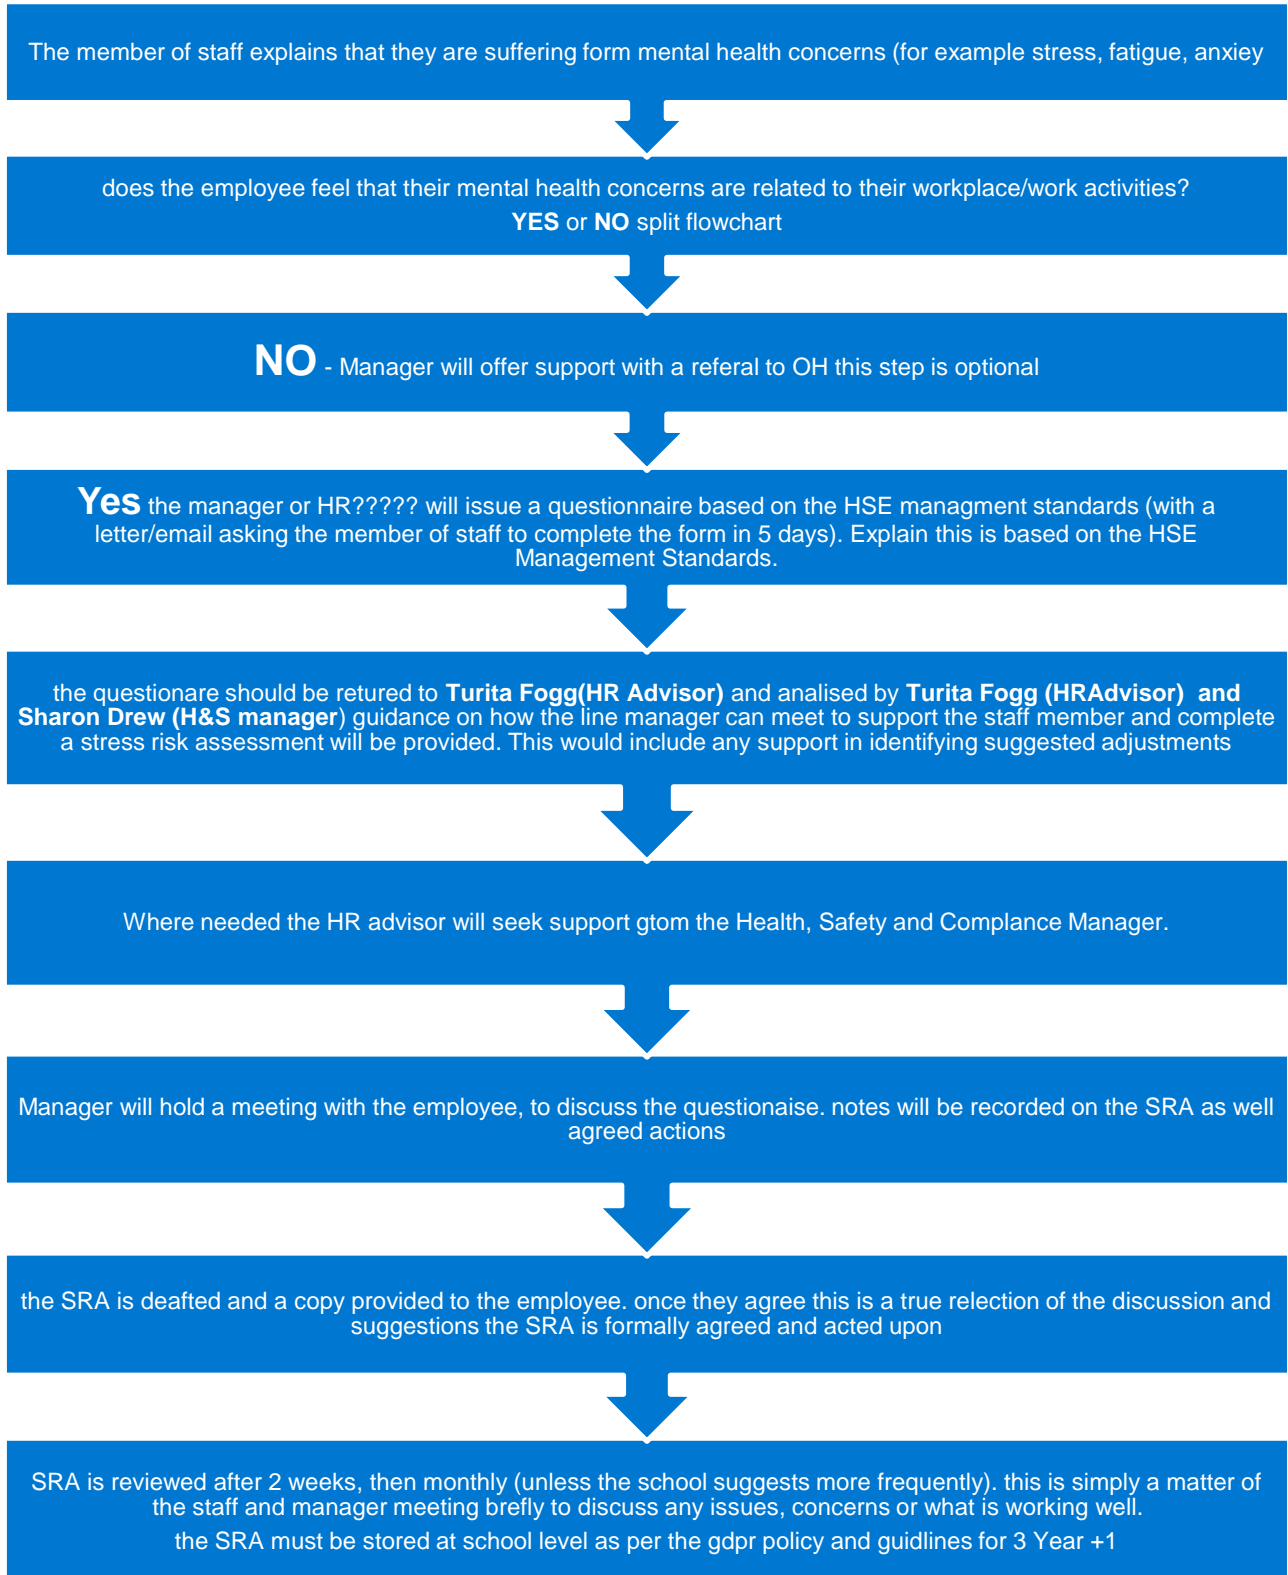 The member of staff explains that they are suffering form mental health concerns (for example stress, fatigue, anxiey
does the employee feel that their mental health concerns are related to their workplace/work activities?
YES or NO split flowchart
NO - Manager will offer support with a referal to OH this step is optional
Yes the manager or HR????? will issue a questionnaire based on the HSE managment standards (with a
letter/email asking the member of staff to complete the form in 5 days). Explain this is based on the HSE
Management Standards.
the questionare should be retured to Turita Fogg(HR Advisor) and analised by Turita Fogg (HRAdvisor) and
Sharon Drew (H&S manager) guidance on how the line manager can meet to support the staff member and complete
a stress risk assessment will be provided. This would include any support in identifying suggested adjustments
Where needed the HR advisor will seek support gtom the Health, Safety and Complance Manager.
Manager will hold a meeting with the employee, to discuss the questionaise. notes will be recorded on the SRA as well
agreed actions
the SRA is deafted and a copy provided to the employee. once they agree this is a true relection of the discussion and
suggestions the SRA is formally agreed and acted upon
SRA is reviewed after 2 weeks, then monthly (unless the school suggests more frequently). this is simply a matter of
the staff and manager meeting brefly to discuss any issues, concerns or what is working well.
the SRA must be stored at school level as per the gdpr policy and guidlines for 3 Year +1